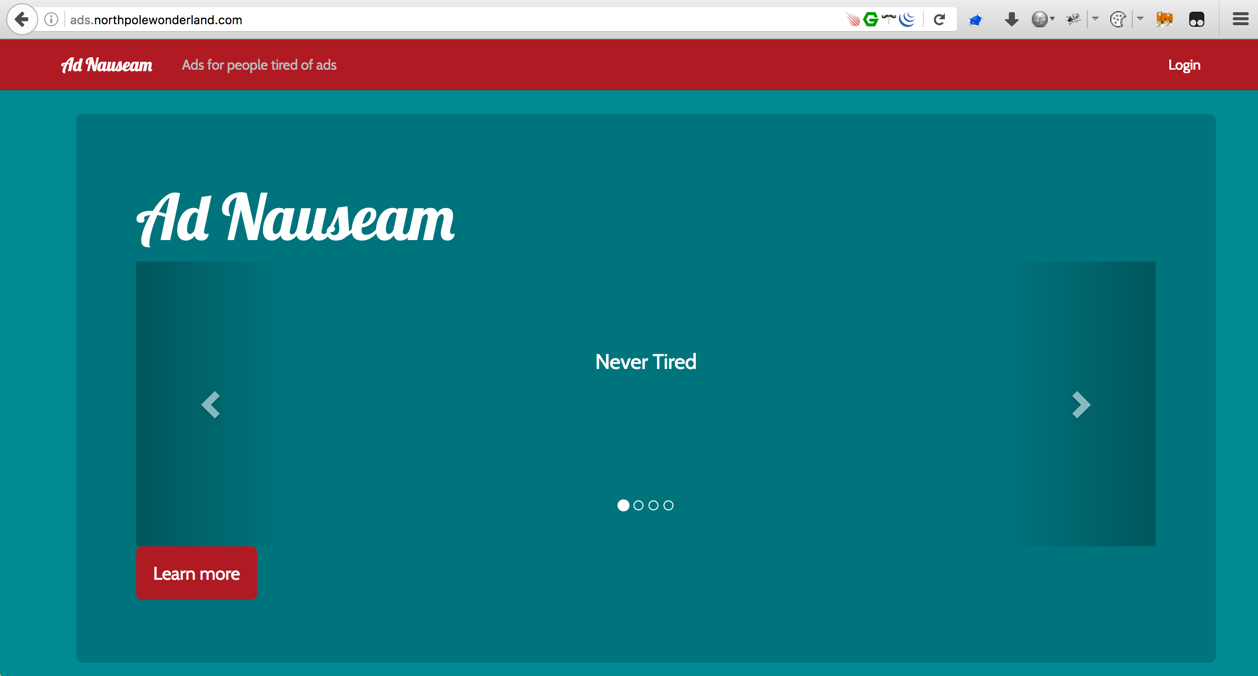 ads.northpolewonderland.com
Ad Nauseam Ads for people tired of ads Login
Ad Nauseam
Never Tired
Learn more